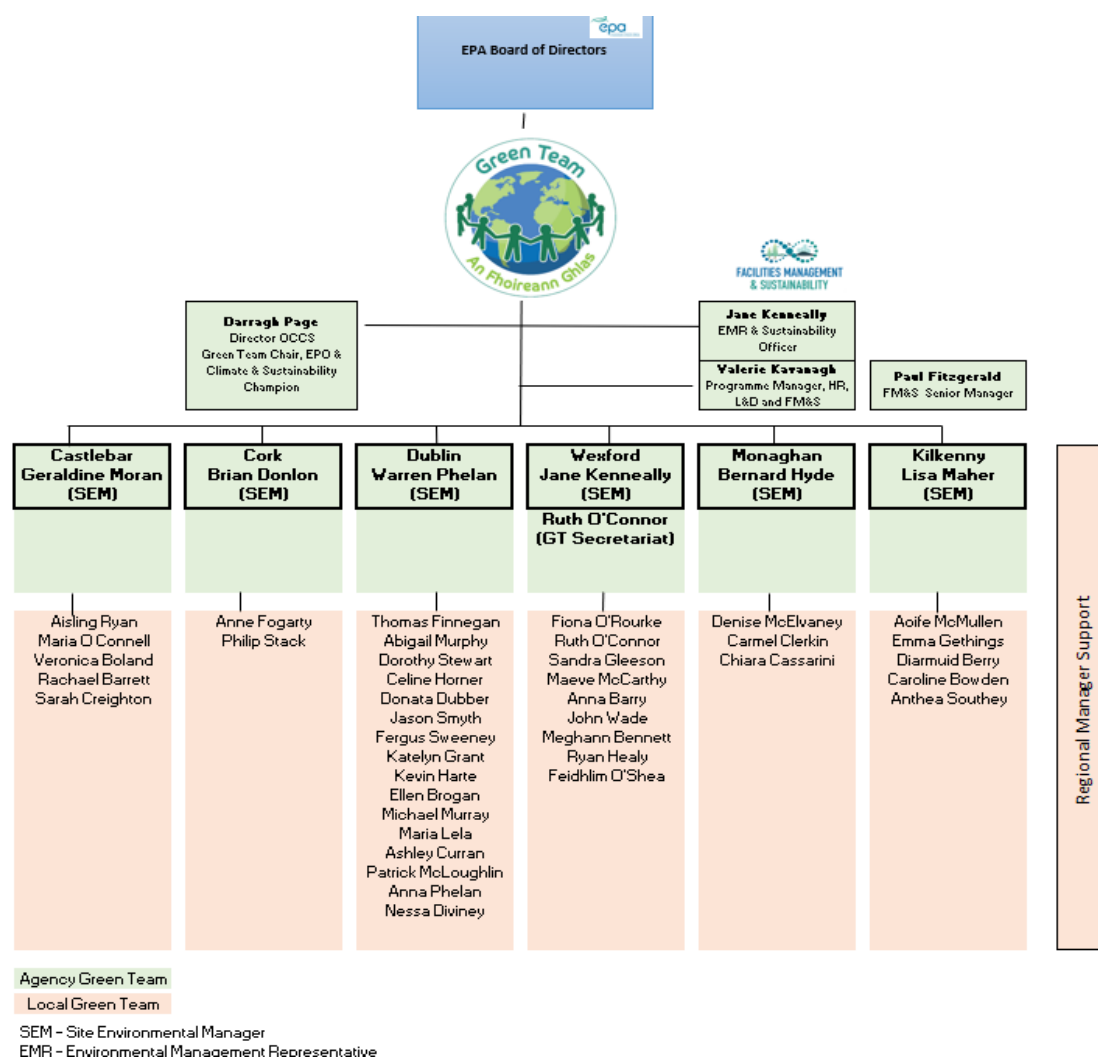 epa
EPA Board of Directors
Green Team
An Fhoireann Ghlas
FACILITIES MANAGEMENT
& SUSTAINABILITY
Darragh Page
Director OCCS
Green Team Chair, EPO &
Climate & Sustainability
Champion
Jane Kenneally
EMR & Sustainability
Officer
Valerie Kavanagh
Programme Manager, HR,
L&D and FM&S
Paul Fitzgerald
FM&S Senior Manager
Castlebar
Geraldine Moran
(SEM)
Cork
Brian Donlon
(SEM)
Dublin
Warren Phelan
(SEM)
Wexford
Jane Kenneally
(SEM)
Ruth O'Connor
(GT Secretariat)
Monaghan
Bernard Hyde
(SEM)
Kilkenny
Lisa Maher
(SEM)
Aisling Ryan
Maria O Connell
Veronica Boland
Rachael Barrett
Sarah Creighton
Anne Fogarty
Philip Stack
Thomas Finnegan
Abigail Murphy
Dorothy Stewart
Celine Horner
Donata Dubber
Jason Smyth
Fergus Sweeney
Katelyn Grant
Kevin Harte
Ellen Brogan
Michael Murray
Maria Lela
Ashley Curran
Patrick McLoughlin
Anna Phelan
Nessa Diviney
Fiona O'Rourke
Ruth O'Connor
Sandra Gleeson
Maeve McCarthy
Anna Barry
John Wade
Meghann Bennett
Ryan Healy
Feidhlim O'Shea
Denise McElvaney
Carmel Clerkin
Chiara Cassarini
Aoife McMullen
Emma Gethings
Diarmuid Berry
Caroline Bowden
Anthea Southey
Regional Manager Support
Agency Green Team
Local Green Team
SEM - Site Environmental Manager
EMR - Environmental Management Representative